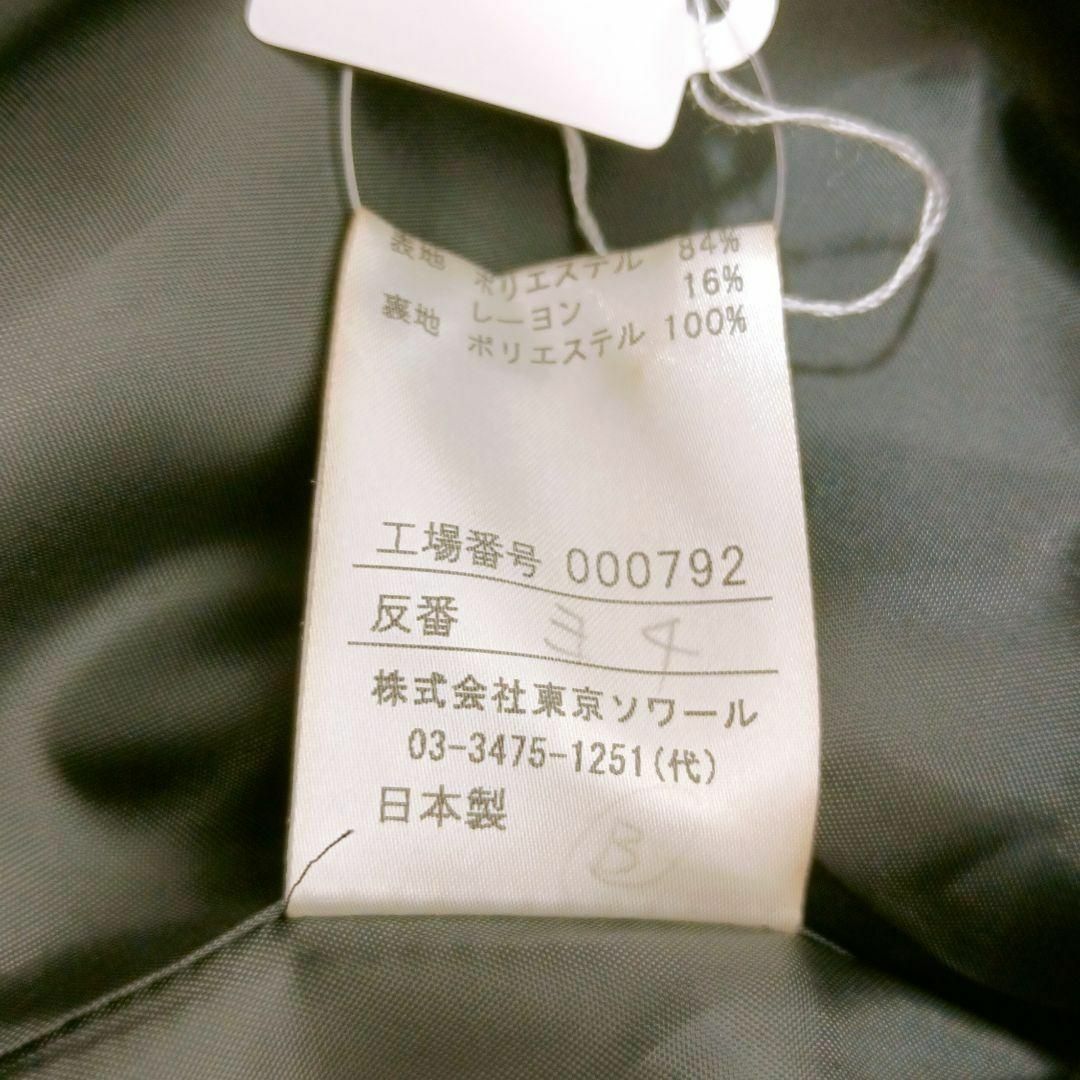 表地 ポリエステル 84%
レーヨン 16%
裏地 ポリエステル 100%
工場番号 000792
反番
株式会社東京ソワール
03-3475-1251(代)
日本製
B